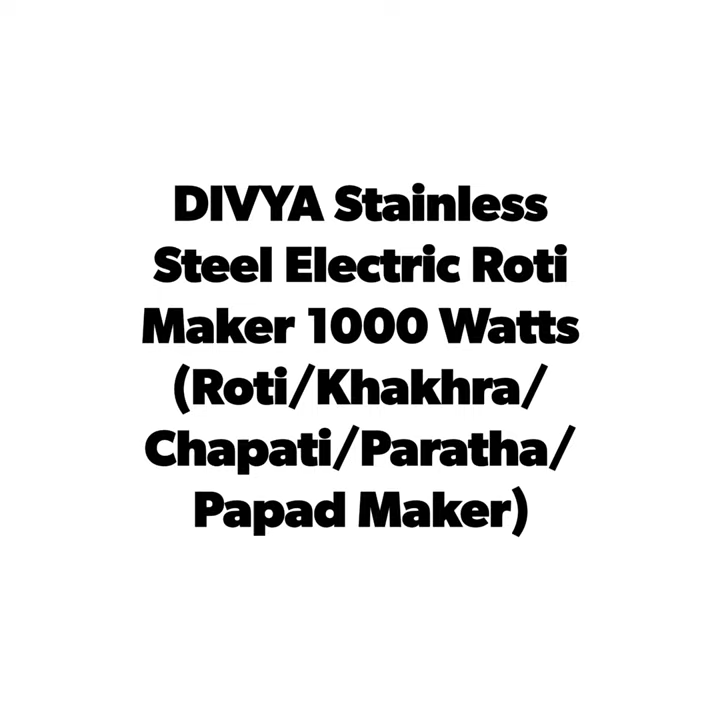 DIVYA Stainless
Steel Electric Roti
Maker 1000 Watts
(Roti/Khakhra/
Chapati/Paratha/
Papad Maker)